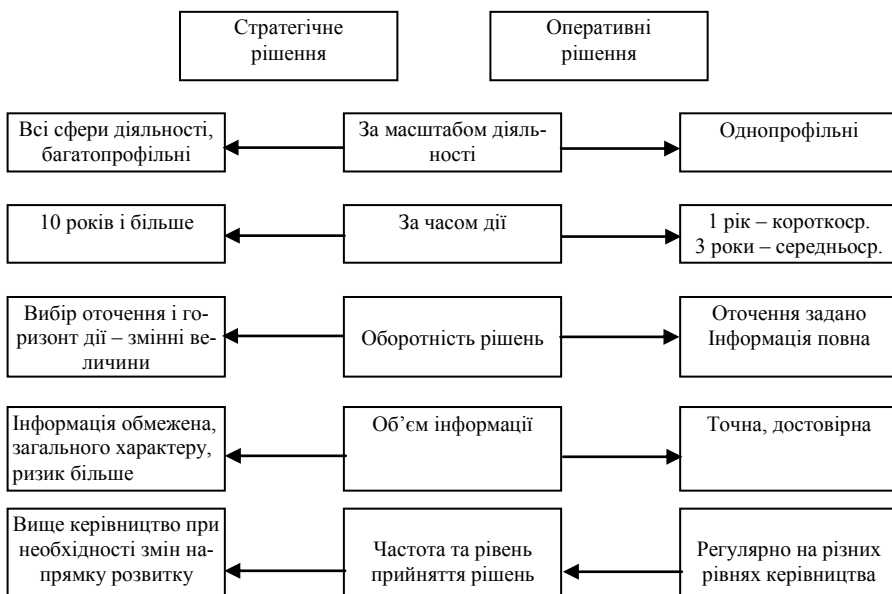 Стратегічне
рішення
Оперативні
рішення
Всі сфери діяльності,
багатопрофільні
За масштабом діяль-
ності
Однопрофільні
10 років і більше
За часом дії
1 рік – короткоср.
3 роки – середньоср.
Вибір оточення і го-
ризонт дії – змінні ве-
личини
Оборотність рішень
Оточення задано
Інформація повна
Інформація обмежена,
загального характеру,
ризик більше
Об’єм інформації
Точна, достовірна
Вище керівництво при
необхідності змін на-
прямку розвитку
Частота та рівень
прийняття рішень
Регулярно на різних
рівнях керівництва